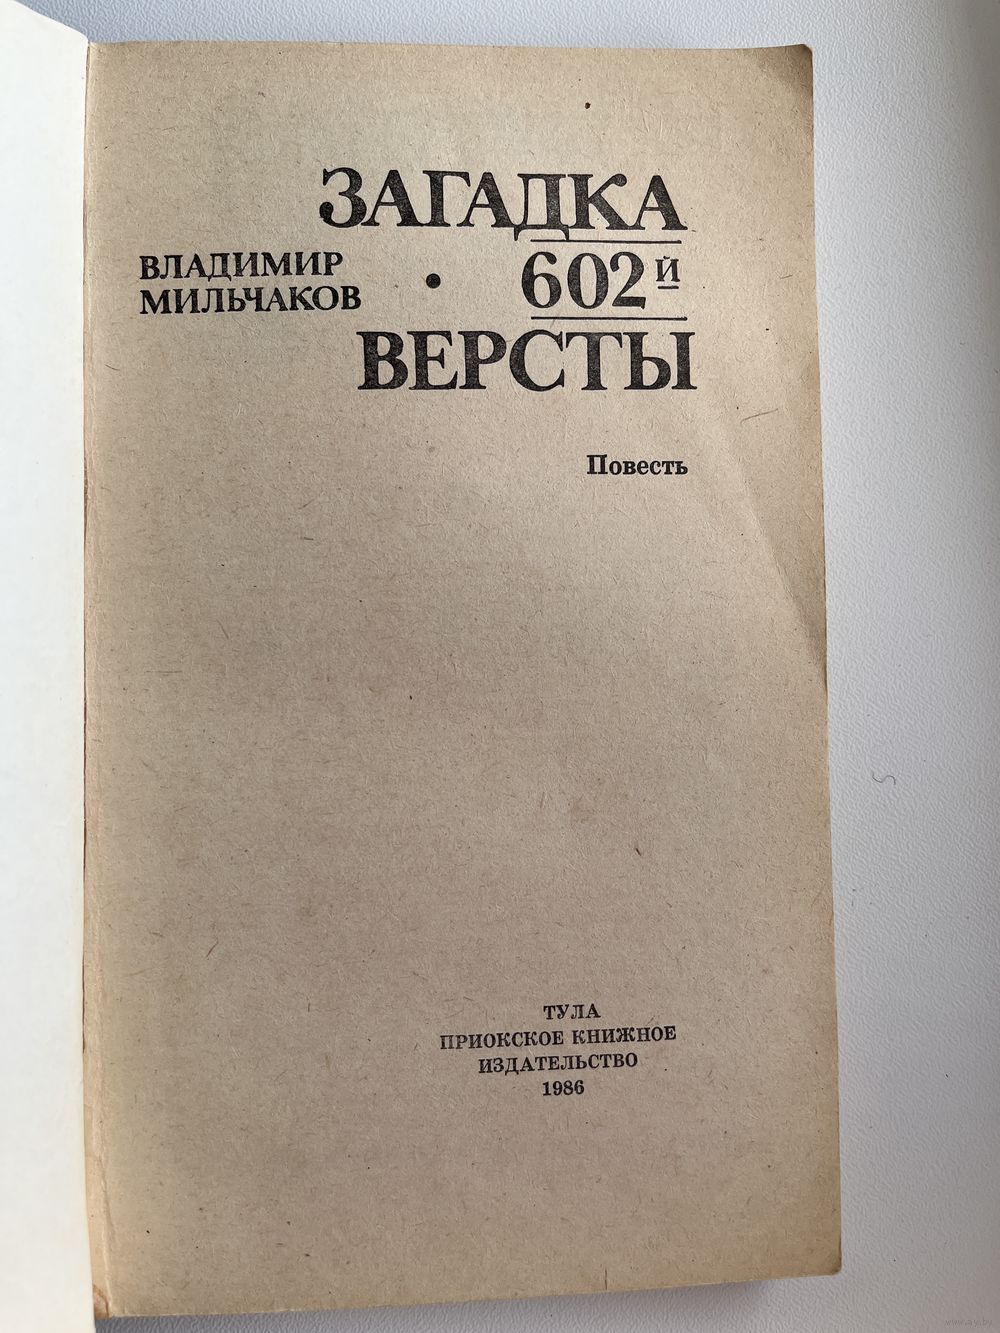 ВЛАДИМИР
МИЛЬЧАКОВ
ЗАГАДКА
602й
ВЕРСТЫ
Повесть
ТУЛА
ПРИОКСКОЕ КНИЖНОЕ
ИЗДАТЕЛЬСТВО
1986